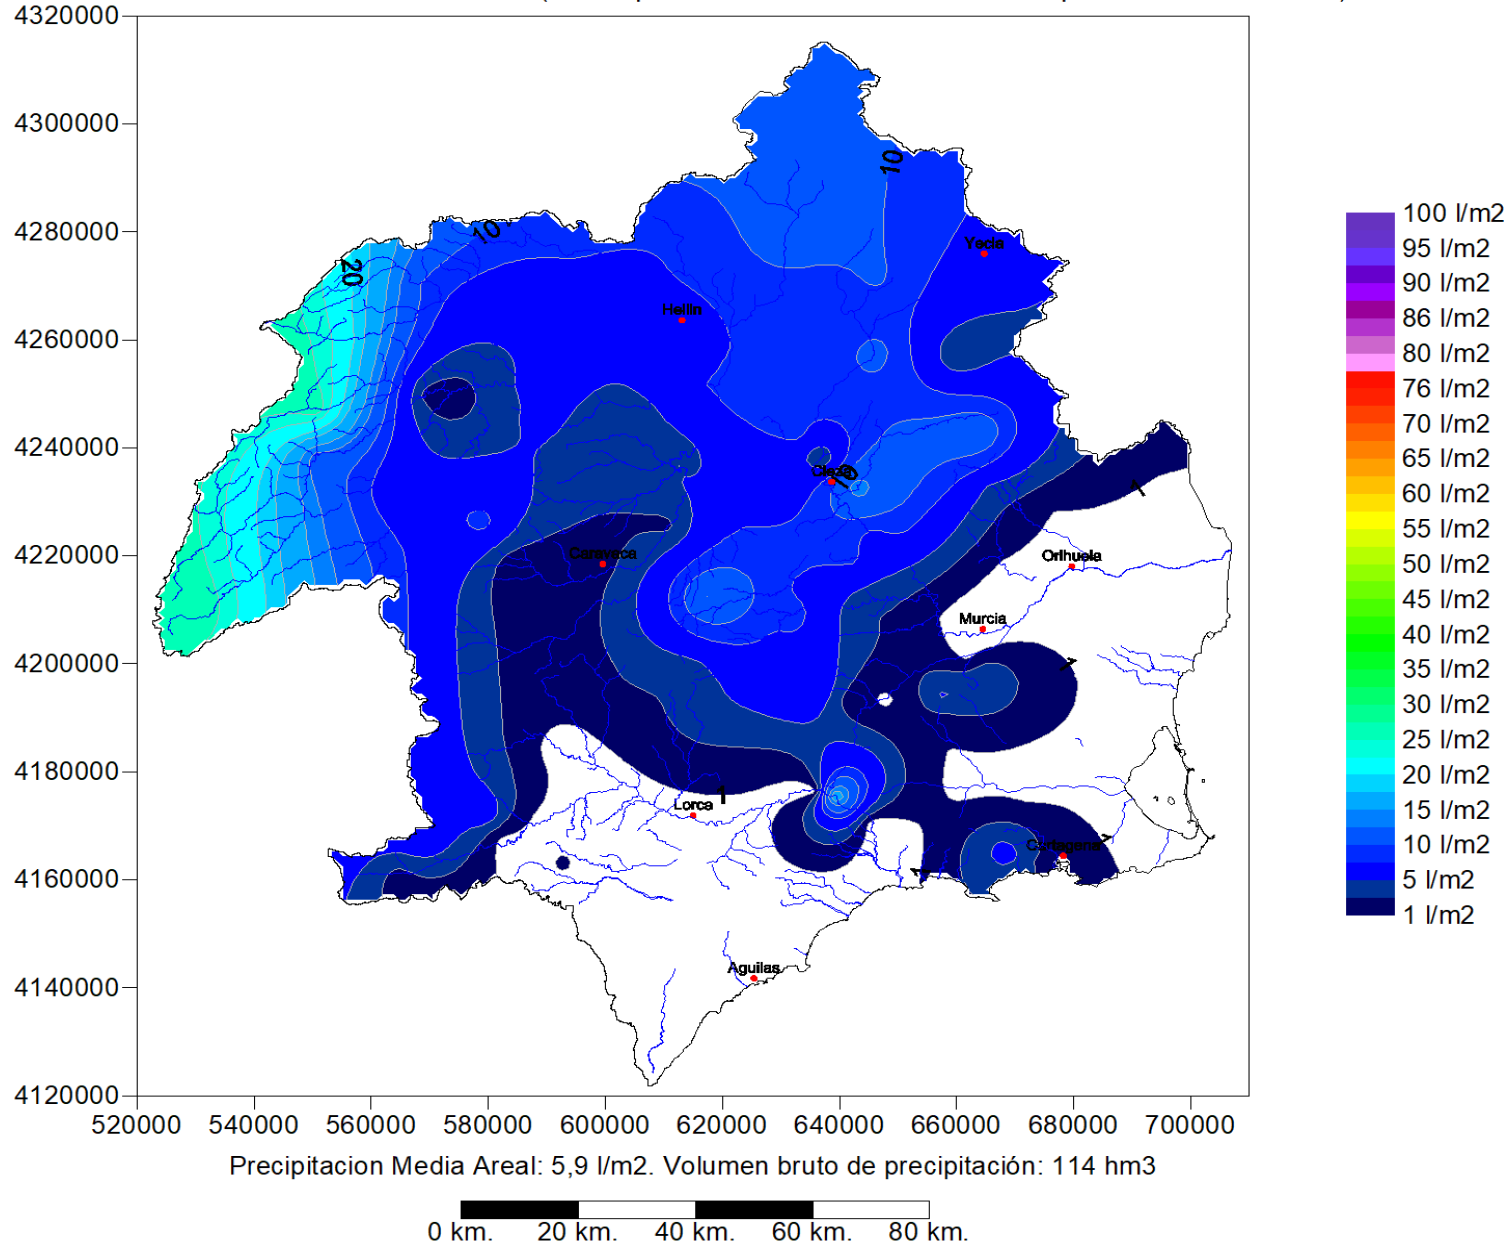 4320000
4300000
4280000
4260000
4240000
4220000
4200000
4180000
4160000
4140000
4120000
520000 540000 560000 580000 600000 620000 640000 660000 680000 700000
10
10
20
Yecla
Hellin
Cieza
10
1
Caravaca
Orihuela
Murcia
1
1
Lorca
1
Cartagena
1
Aguilas
100 l/m2
95 l/m2
90 l/m2
86 l/m2
80 l/m2
76 l/m2
70 l/m2
65 l/m2
60 l/m2
55 l/m2
50 l/m2
45 l/m2
40 l/m2
35 l/m2
30 l/m2
25 l/m2
20 l/m2
15 l/m2
10 l/m2
5 l/m2
1 l/m2
Precipitacion Media Areal: 5,9 l/m2. Volumen bruto de precipitación: 114 hm3
0 km. 20 km. 40 km. 60 km. 80 km.